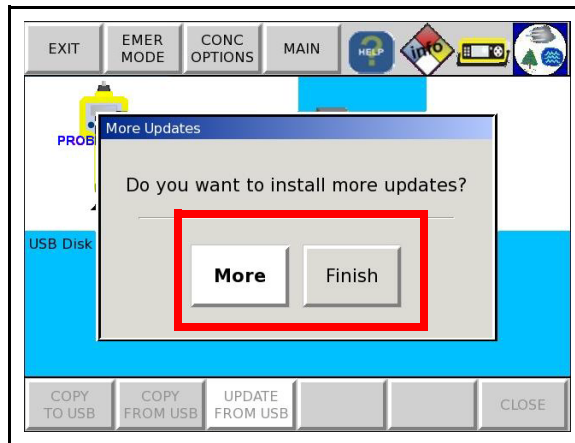 EXIT
EMER
MODE
CONC
OPTIONS
MAIN
HELP
info
PROB
More Updates
Do you want to install more updates?
USB Disk
More
Finish
COPY
TO USB
COPY
FROM USB
UPDATE
FROM USB
CLOSE